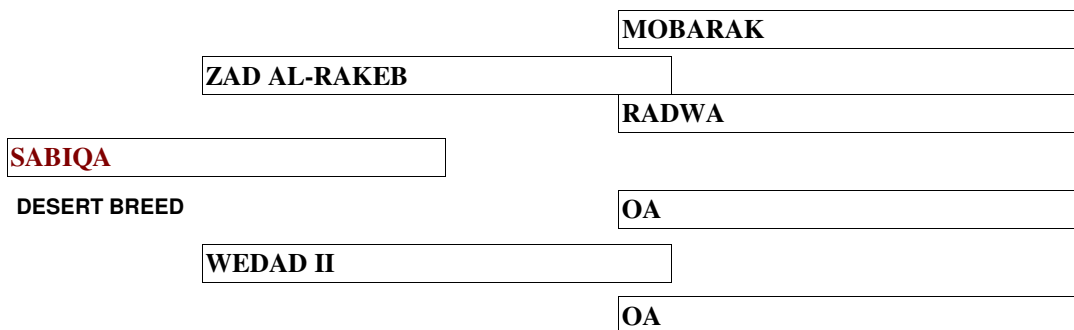 MOBARAK
ZAD AL-RAKEB
RADWA
SABIQA
DESERT BREED
OA
WEDAD II
OA